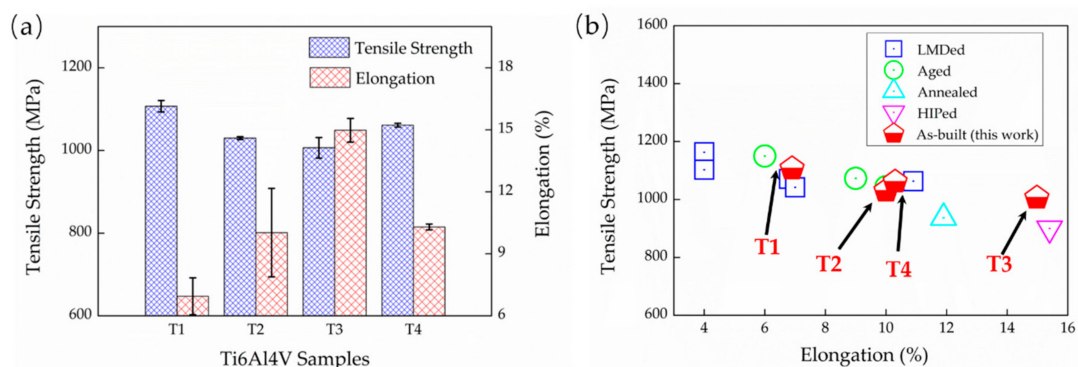 (a)
Tensile Strength
Elongation
1200
1000
800
600
Tensile Strength (MPa)
18
15
12
9
6
Elongation (%)
T1 T2 T3 T4
Ti6Al4V Samples
(b)
1600
1400
1200
1000
800
600
Tensile Strength (MPa)
LMDed
Aged
Annealed
HIPed
As-built (this work)
T1
T2
T4
T3
4 6 8 10 12 14 16
Elongation (%)